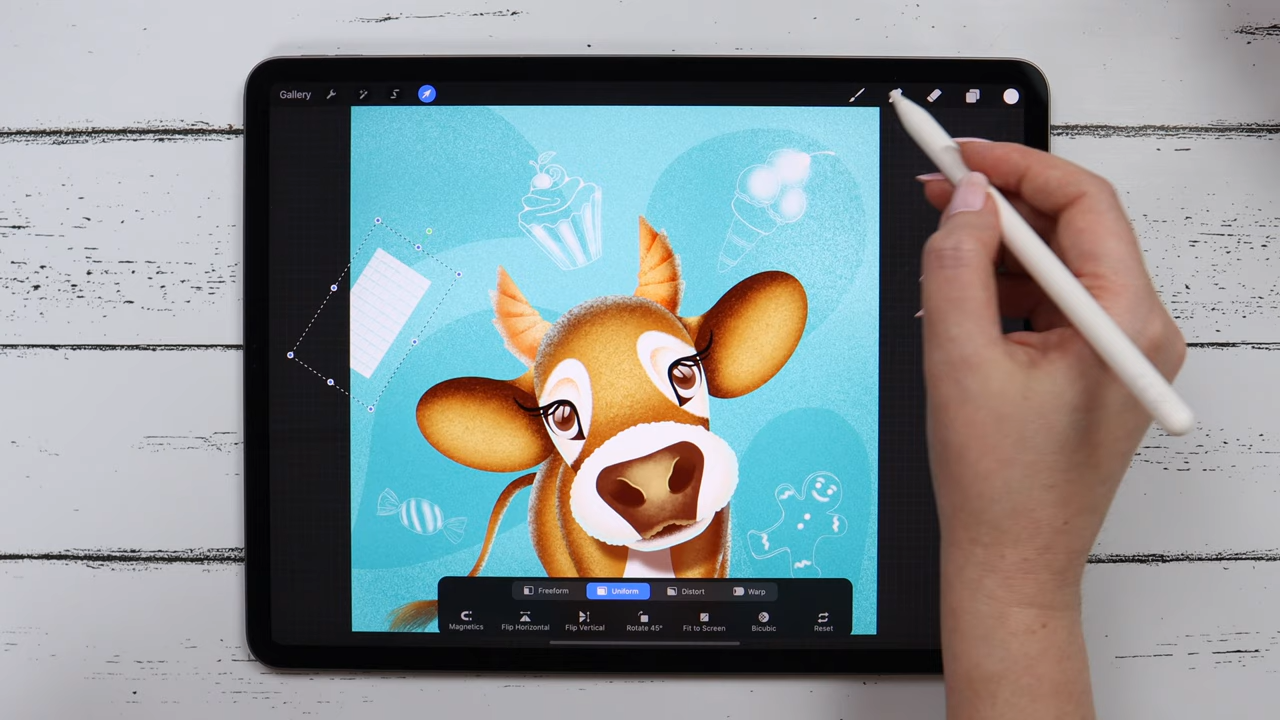 Gallery
Freeform Uniform Distort Warp
Magnetics Flip Horizontal Flip Vertical Rotate 45° Fit to Screen Bicubic Reset